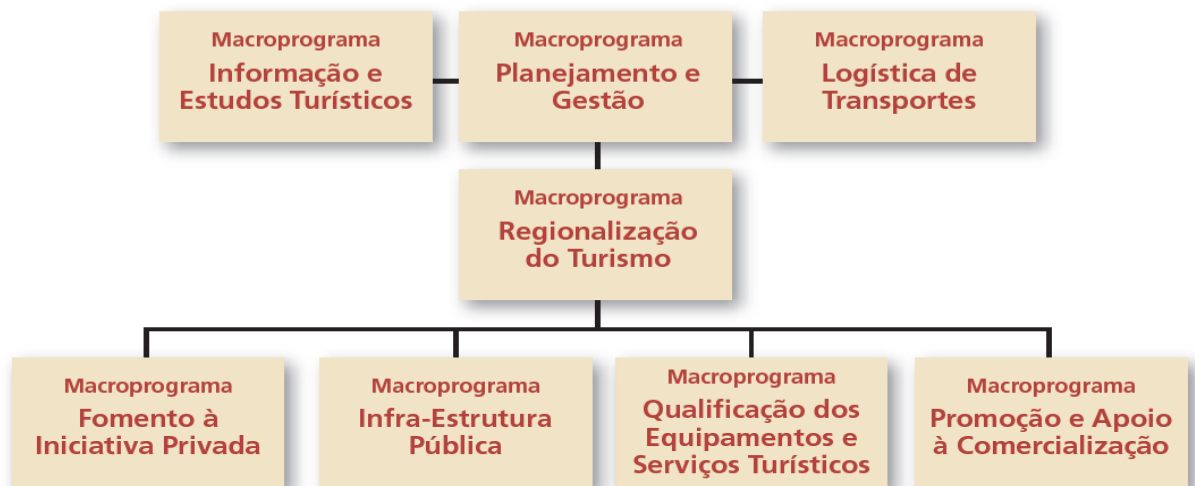 Macroprograma
Informação e
Estudos Turísticos
Macroprograma
Planejamento e
Gestão
Macroprograma
Logística de
Transportes
Macroprograma
Regionalização
do Turismo
Macroprograma
Fomento à
Iniciativa Privada
Macroprograma
Infra-Estrutura
Pública
Macroprograma
Qualificação dos
Equipamentos e
Serviços Turísticos
Macroprograma
Promoção e Apoio
à Comercialização